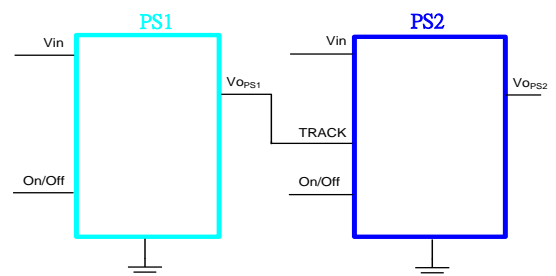 PS1
PS2
Vin
Vin
VoPS1
VoPS2
TRACK
On/Off
On/Off